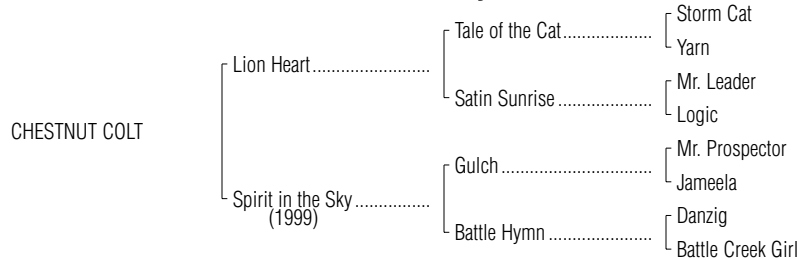 Storm Cat
Tale of the Cat....................
Yarn
Lion Heart..........................
Mr. Leader
Satin Sunrise .....................
Logic
CHESTNUT COLT
Mr. Prospector
Gulch.................................
Jameela
Spirit in the Sky ................
(1999)
Danzig
Battle Hymn .......................
Battle Creek Girl